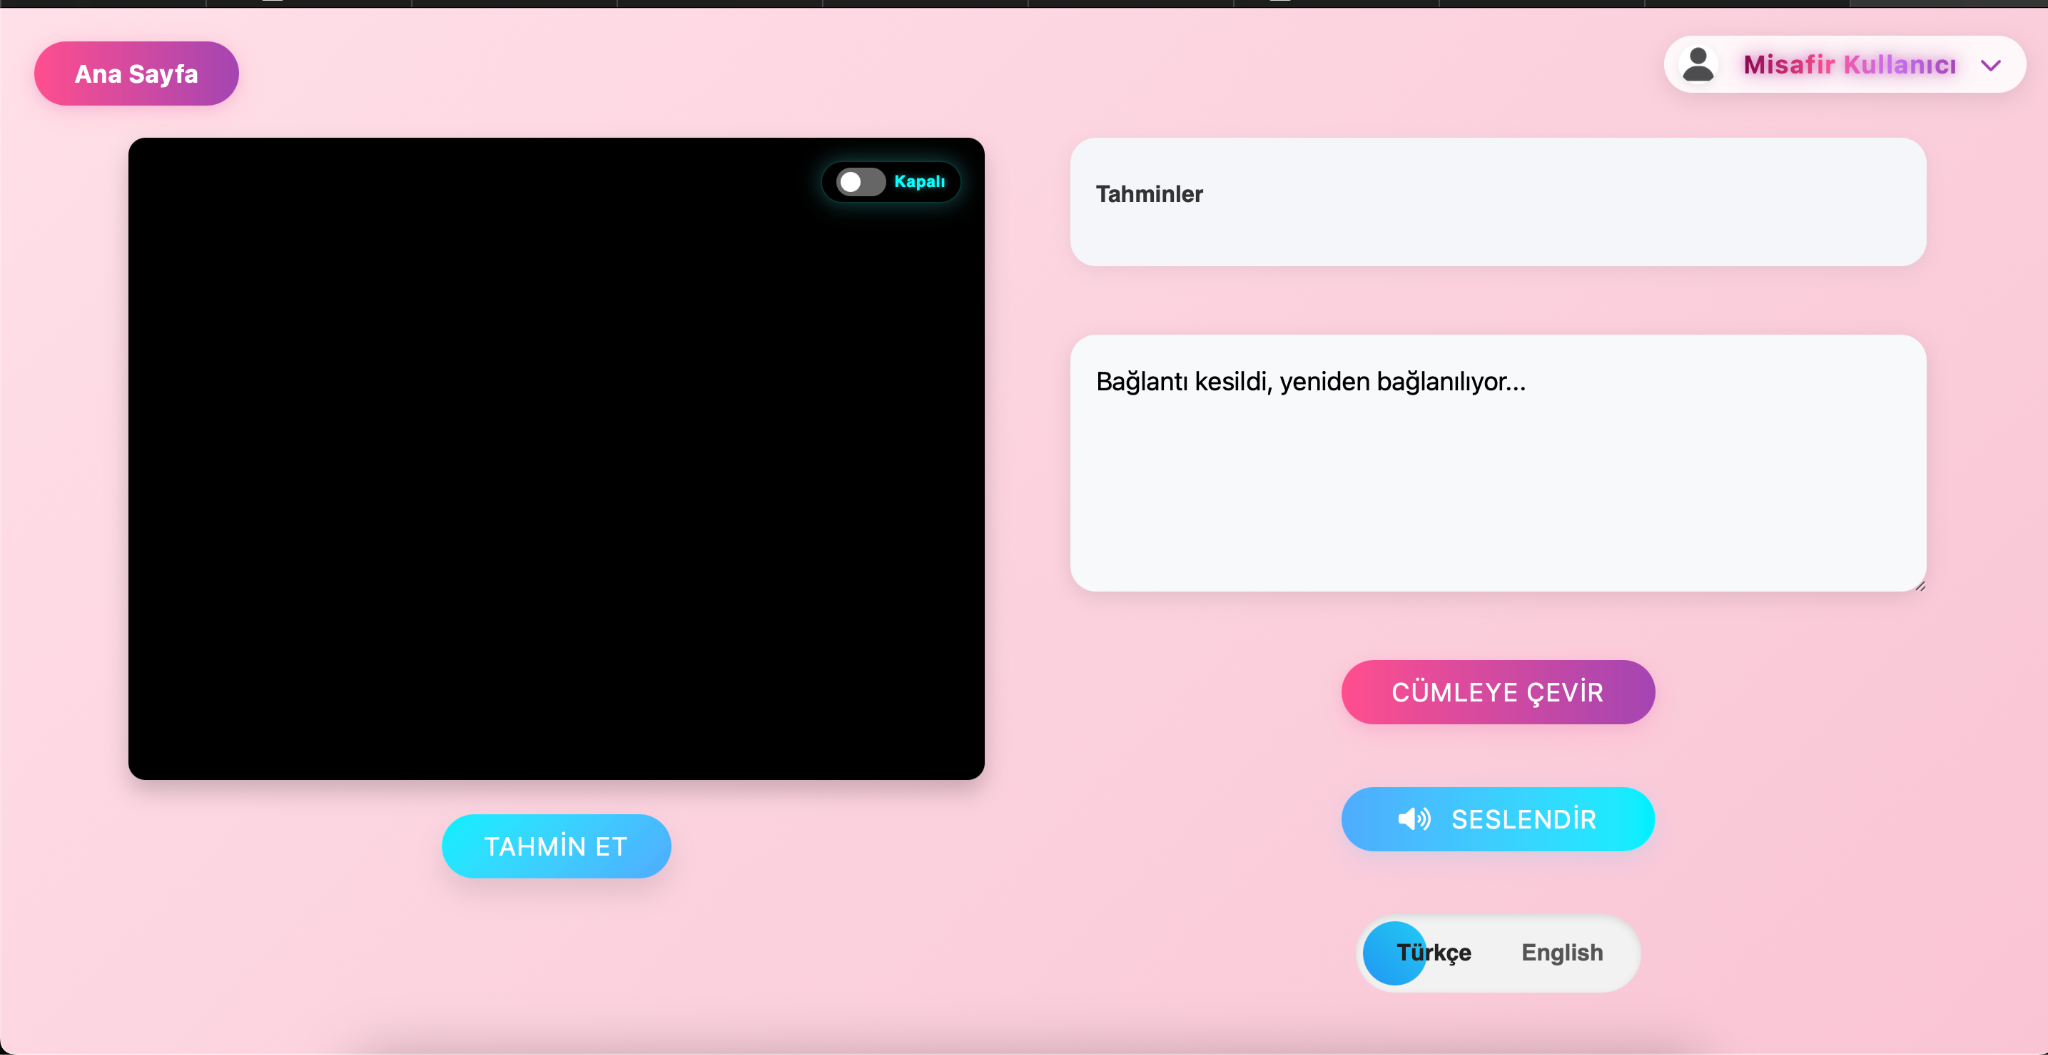 Ana Sayfa
Misafir Kullanıcı
Kapalı
Tahminler
Bağlantı kesildi, yeniden bağlanılıyor...
CÜMLEYE ÇEVİR
SESLENDİR
TAHMİN ET
Türkçe
English